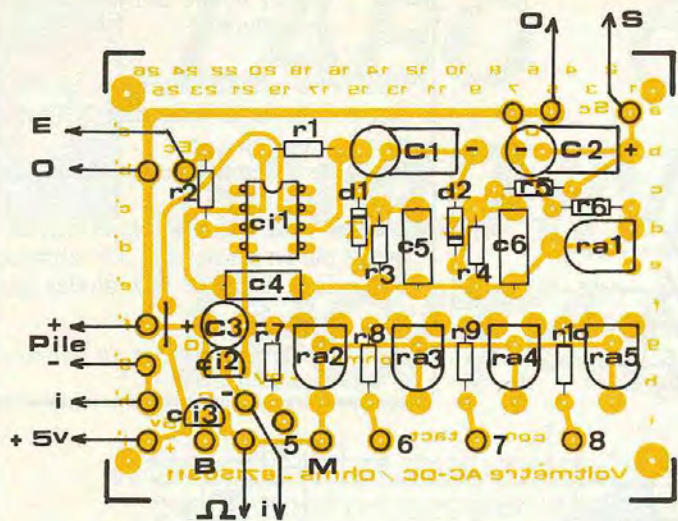 O S
2 4 6 8 10 12 14 16 18 20 22 24 26
1 3 5 7 9 11 13 15 17 19 21 23 25
E
O
r1
C1 -
- C2 +
r2
ci1
d1
d2
r5
r6
ra1
r3
c5
r4
c6
c4
+
Pile
-
+ C3 -
ci2
r7
ra2
r8
ra3
r9
ra4
r10
ra5
i
ci3
-
+ 5v
B
5
M
6
7
8
contact
Voltmètre AC-DC / Ohms - 87150511
Ω i